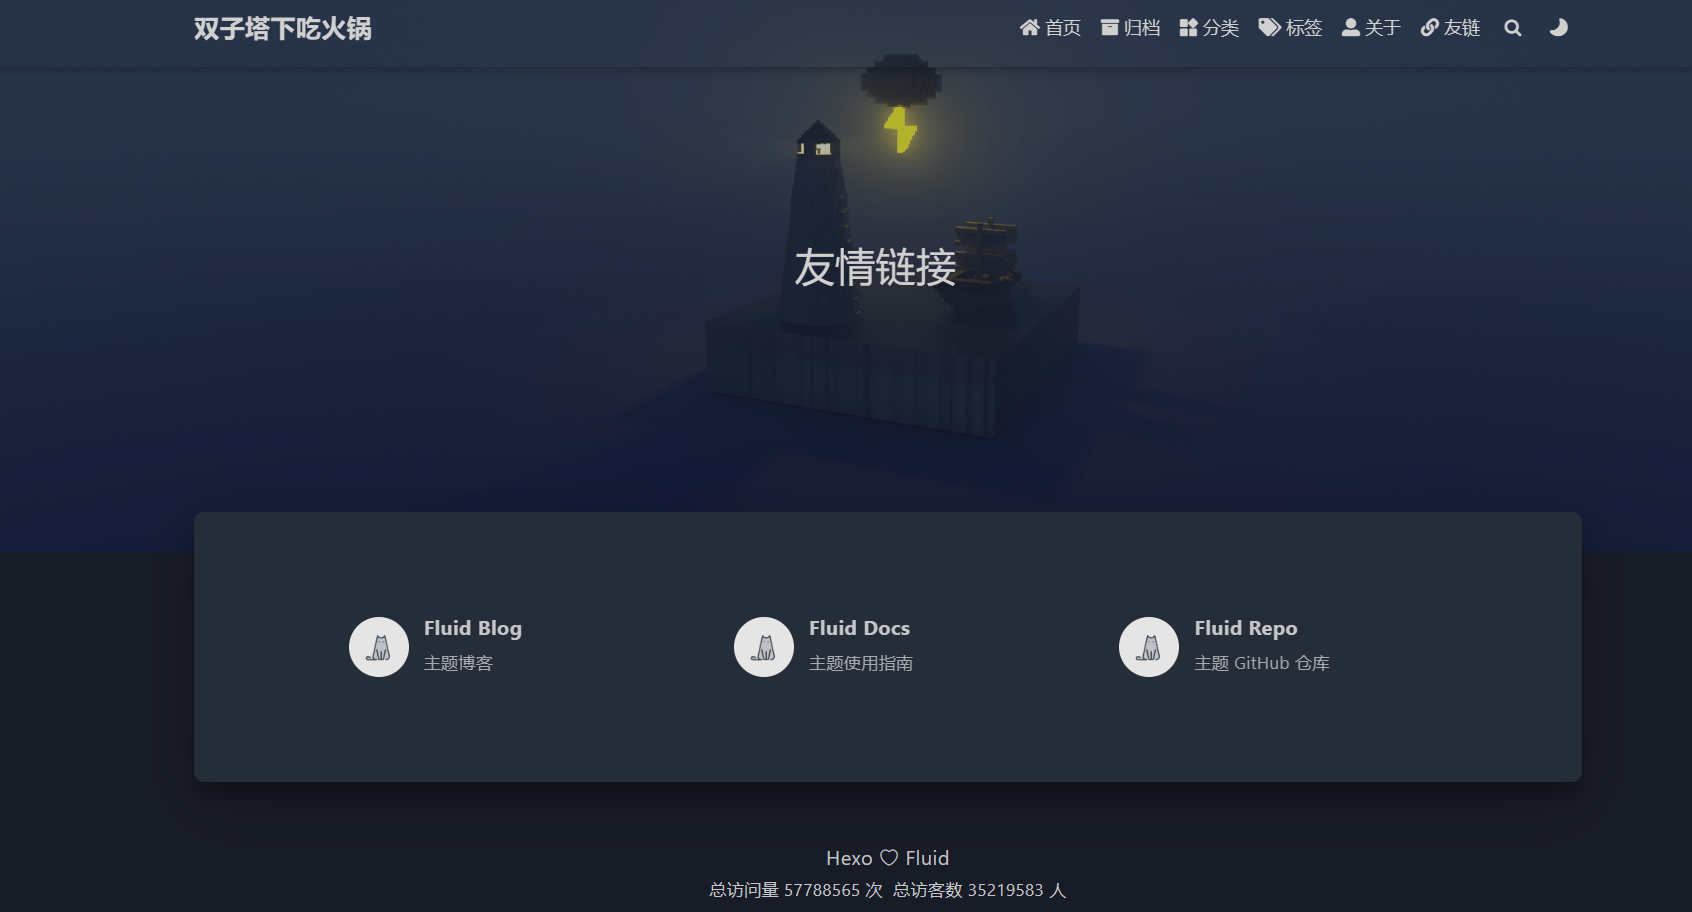 双子塔下吃火锅
首页 归档 分类 标签 关于 友链
友情链接
Fluid Blog
主题博客
Fluid Docs
主题使用指南
Fluid Repo
主题 GitHub 仓库
Hexo ♡ Fluid
总访问量 57788565 次 总访客数 35219583 人